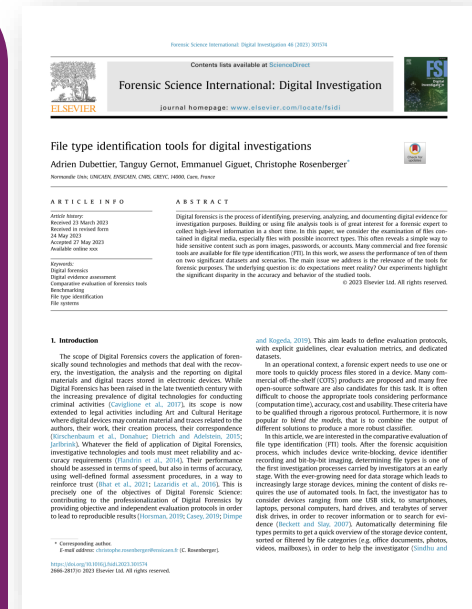 Forensic Science International: Digital Investigation 46 (2023) 301574
Contents lists available at ScienceDirect
Forensic Science International: Digital Investigation
journal homepage: www.elsevier.com/locate/fsidi
ELSEVIER
FSI
File type identification tools for digital investigations
Check for updates
Adrien Dubettier, Tanguy Gernot, Emmanuel Giguet, Christophe Rosenberger*
Normandie Univ, UNICAEN, ENSICAEN, CNRS, GREYC, 14000, Caen, France
ARTICLE INFO
Article history:
Received 23 March 2023
Received in revised form
24 May 2023
Accepted 27 May 2023
Available online xxx
Keywords:
Digital forensics
Digital evidence assessment
Comparative evaluation of forensics tools
Benchmarking
File type identification
File systems
ABSTRACT
Digital forensics is the process of identifying, preserving, analyzing, and documenting digital evidence for
investigation purposes. Building or using file analysis tools is of great interest for a forensic expert to
collect high-level information in a short time. In this paper, we consider the examination of files con-
tained in digital media, especially files with possible incorrect types. This often reveals a simple way to
hide sensitive content such as porn images, passwords, or accounts. Many commercial and free forensic
tools are available for file type identification (FTI). In this work, we assess the performance of ten of them
on two significant datasets and scenarios. The main issue we address is the relevance of the tools for
forensic purposes. The underlying question is: do expectations meet reality? Our experiments highlight
the significant disparity in the accuracy and behavior of the studied tools.
© 2023 Elsevier Ltd. All rights reserved.
1. Introduction
The scope of Digital Forensics covers the application of foren-
sically sound technologies and methods that deal with the recov-
ery, the investigation, the analysis and the reporting on digital
materials and digital traces stored in electronic devices. While
Digital Forensics has been raised in the late twentieth century with
the increasing prevalence of digital technologies for conducting
criminal activities (Caviglione et al., 2017), its scope is now
extended to legal activities including Art and Cultural Heritage
where digital devices may contain material and traces related to the
authors, their work, their creation process, their correspondence
(Kirschenbaum et al., Donahue; Dietrich and Adelstein, 2015;
Jarlbrink). Whatever the field of application of Digital Forensics,
investigative technologies and tools must meet reliability and ac-
curacy requirements (Flandrin et al., 2014). Their performance
should be assessed in terms of speed, but also in terms of accuracy,
using well-defined formal assessment procedures, in a way to
reinforce trust (Bhat et al., 2021; Lazaridis et al., 2016). This is
precisely one of the objectives of Digital Forensic Science:
contributing to the professionalization of Digital Forensics by
providing objective and independent evaluation protocols in order
to lead to reproducible results (Horsman, 2019; Casey, 2019; Dimpe
* Corresponding author.
E-mail address: christophe.rosenberger@ensicaen.fr (C. Rosenberger).
and Kogeda, 2019). This aim leads to define evaluation protocols,
with explicit guidelines, clear evaluation metrics, and dedicated
datasets.
In an operational context, a forensic expert needs to use one or
more tools to quickly process files stored in a device. Many com-
mercial off-the-shelf (COTS) products are proposed and many free
open-source software are also candidates for this task. It is often
difficult to choose the appropriate tools considering performance
(computation time), accuracy, cost and usability. These criteria have
to be qualified through a rigorous protocol. Furthermore, it is now
popular to blend the models, that is to combine the output of
different solutions to produce a more robust classifier.
In this article, we are interested in the comparative evaluation of
file type identification (FTI) tools. After the forensic acquisition
process, which includes device write-blocking, device identifier
recording and bit-by-bit imaging, determining file types is one of
the first investigation processes carried by investigators at an early
stage. With the ever-growing need for data storage which leads to
increasingly large storage devices, mining the content of disks re-
quires the use of automated tools. In fact, the investigator has to
consider devices ranging from one USB stick, to smartphones,
laptops, personal computers, hard drives, and terabytes of server
disk drives, in order to recover information or to search for evi-
dence (Beckett and Slay, 2007). Automatically determining file
types permits to get a quick overview of the storage device content,
sorted or filtered by file categories (e.g. office documents, photos,
videos, mailboxes), in order to help the investigator (Sindhu and
https://doi.org/10.1016/j.fsidi.2023.301574
2666-2817/© 2023 Elsevier Ltd. All rights reserved.